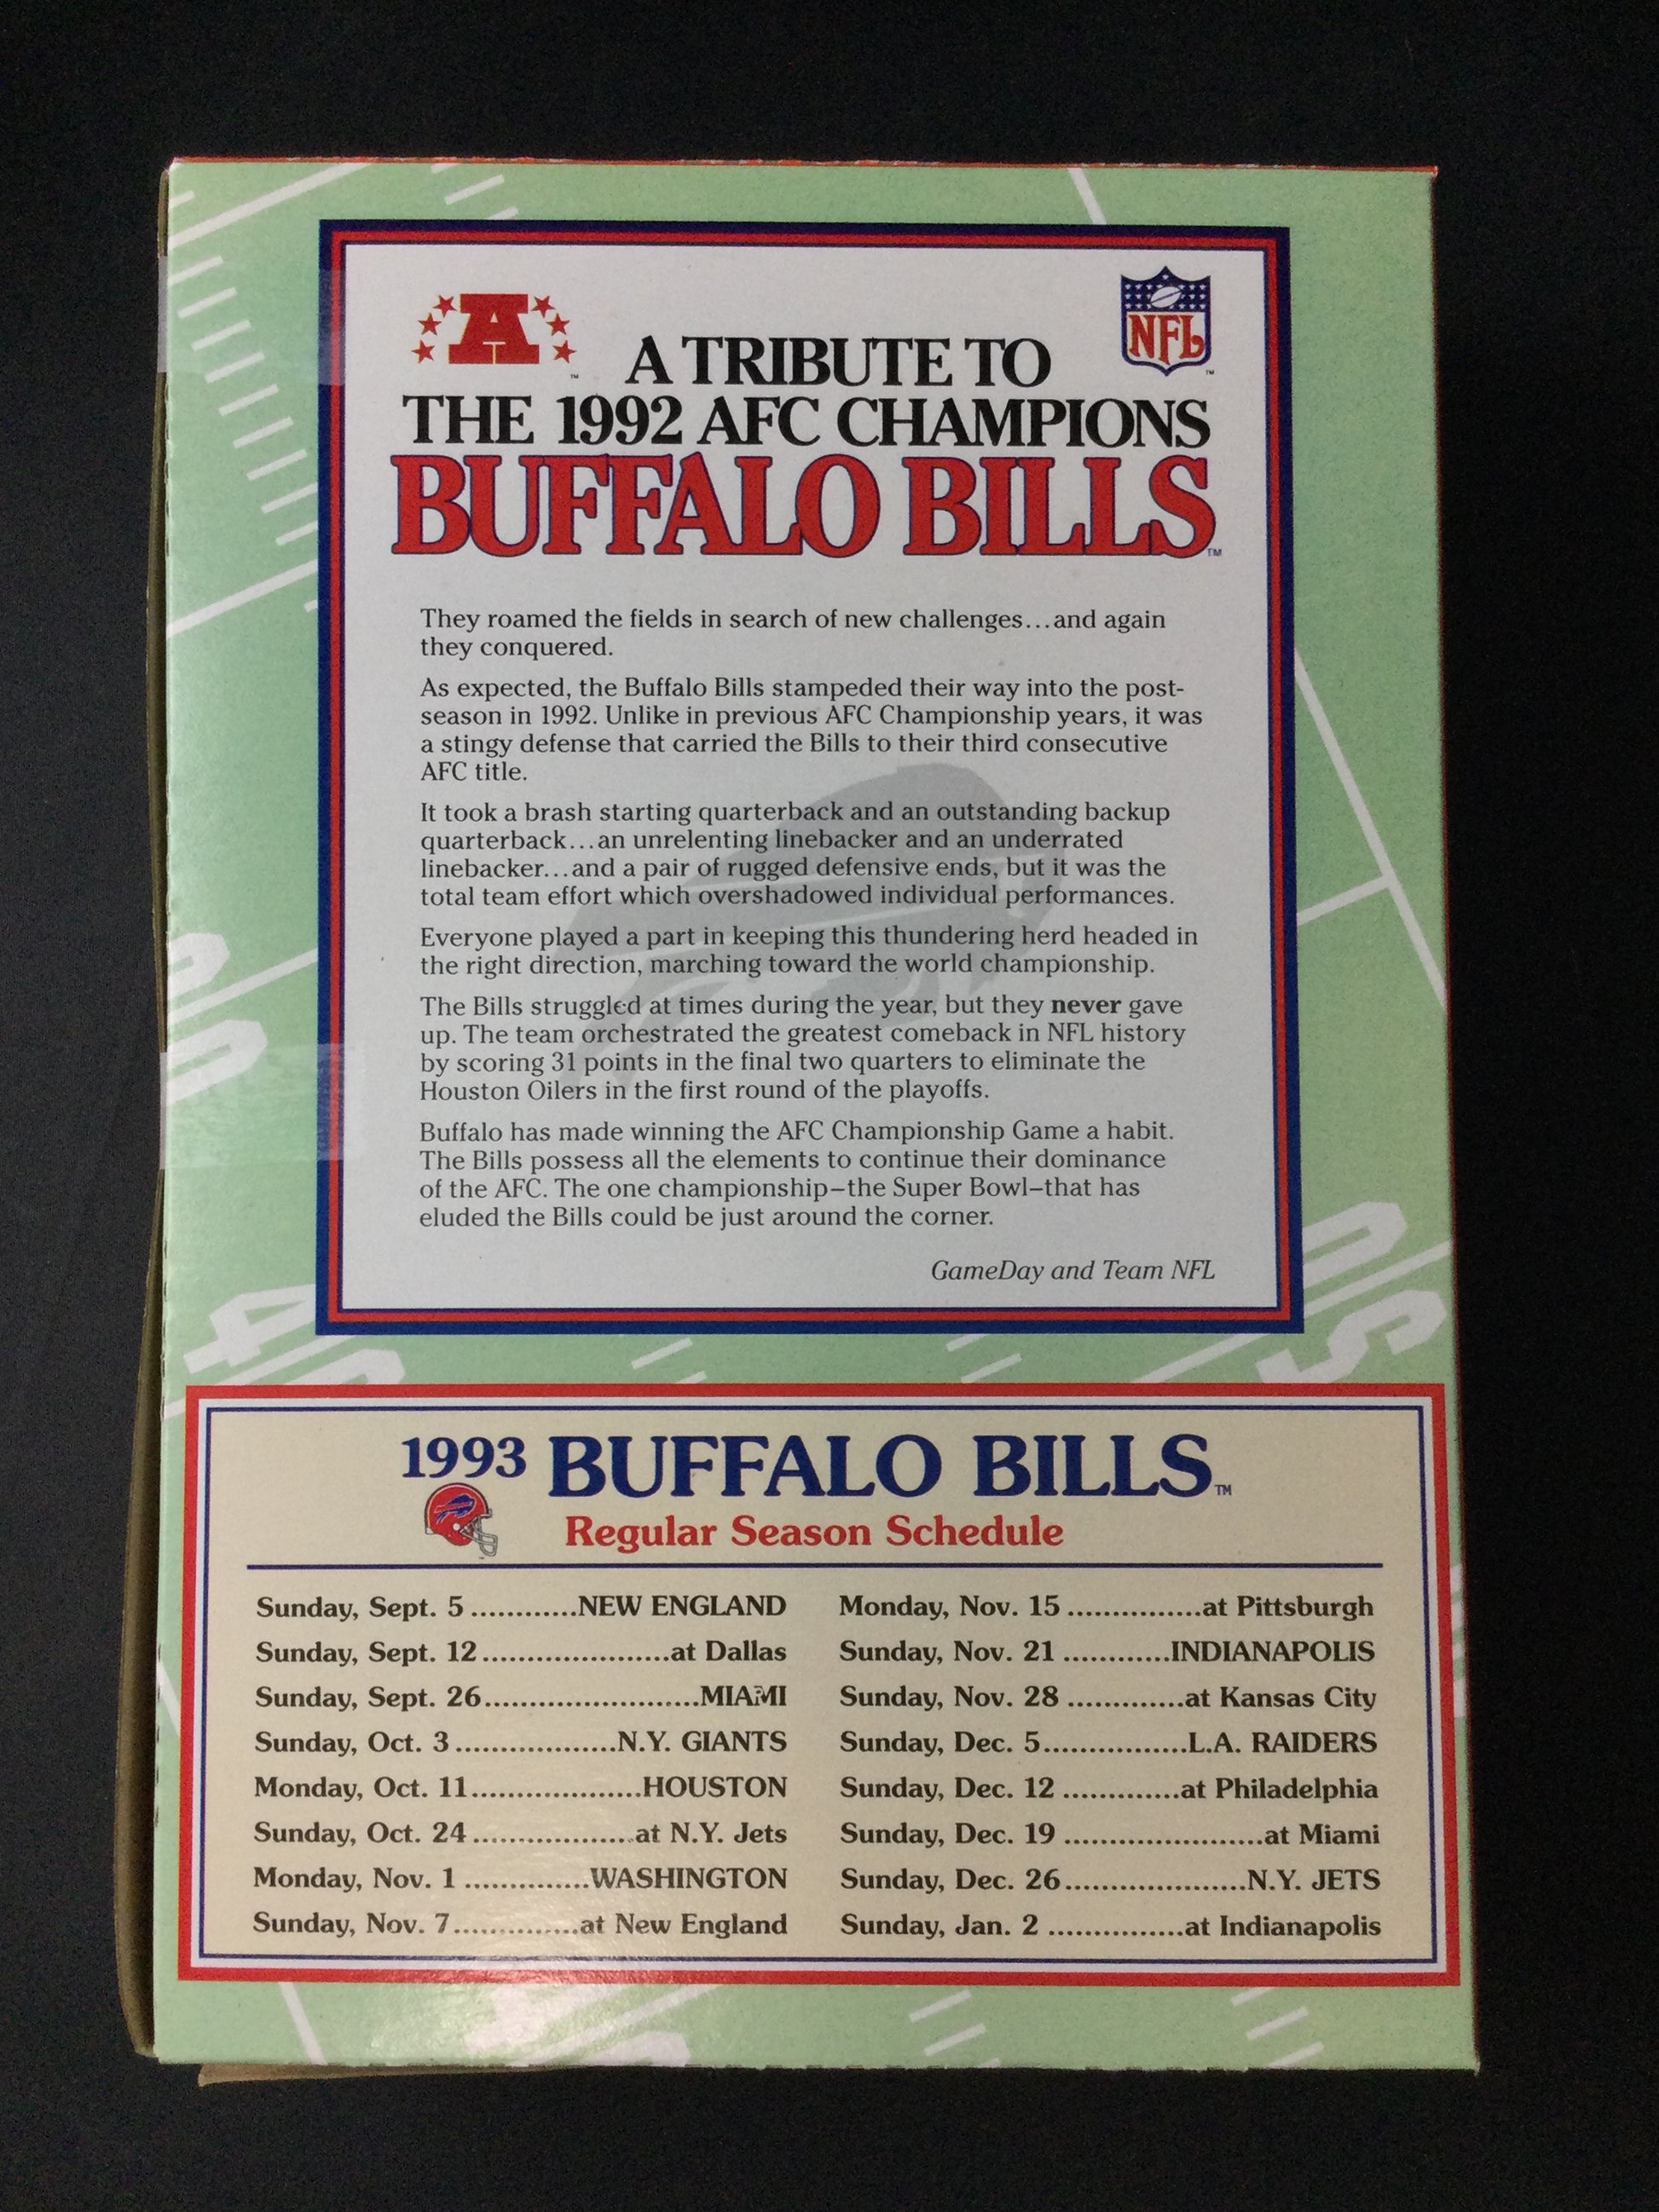 A
NFL
A TRIBUTE TO
THE 1992 AFC CHAMPIONS
BUFFALO BILLS™
They roamed the fields in search of new challenges...and again
they conquered.
As expected, the Buffalo Bills stampeded their way into the post-
season in 1992. Unlike in previous AFC Championship years, it was
a stingy defense that carried the Bills to their third consecutive
AFC title.
It took a brash starting quarterback and an outstanding backup
quarterback...an unrelenting linebacker and an underrated
linebacker...and a pair of rugged defensive ends, but it was the
total team effort which overshadowed individual performances.
Everyone played a part in keeping this thundering herd headed in
the right direction, marching toward the world championship.
The Bills struggled at times during the year, but they never gave
up. The team orchestrated the greatest comeback in NFL history
by scoring 31 points in the final two quarters to eliminate the
Houston Oilers in the first round of the playoffs.
Buffalo has made winning the AFC Championship Game a habit.
The Bills possess all the elements to continue their dominance
of the AFC. The one championship–the Super Bowl–that has
eluded the Bills could be just around the corner.
GameDay and Team NFL
1993 BUFFALO BILLS™
Regular Season Schedule
Sunday, Sept. 5............NEW ENGLAND
Sunday, Sept. 12.....................at Dallas
Sunday, Sept. 26........................MIAMI
Sunday, Oct. 3..................N.Y. GIANTS
Monday, Oct. 11...................HOUSTON
Sunday, Oct. 24..................at N.Y. Jets
Monday, Nov. 1..............WASHINGTON
Sunday, Nov. 7..............at New England
Monday, Nov. 15...............at Pittsburgh
Sunday, Nov. 21............INDIANAPOLIS
Sunday, Nov. 28.............at Kansas City
Sunday, Dec. 5................L.A. RAIDERS
Sunday, Dec. 12.............at Philadelphia
Sunday, Dec. 19......................at Miami
Sunday, Dec. 26....................N.Y. JETS
Sunday, Jan. 2...............at Indianapolis